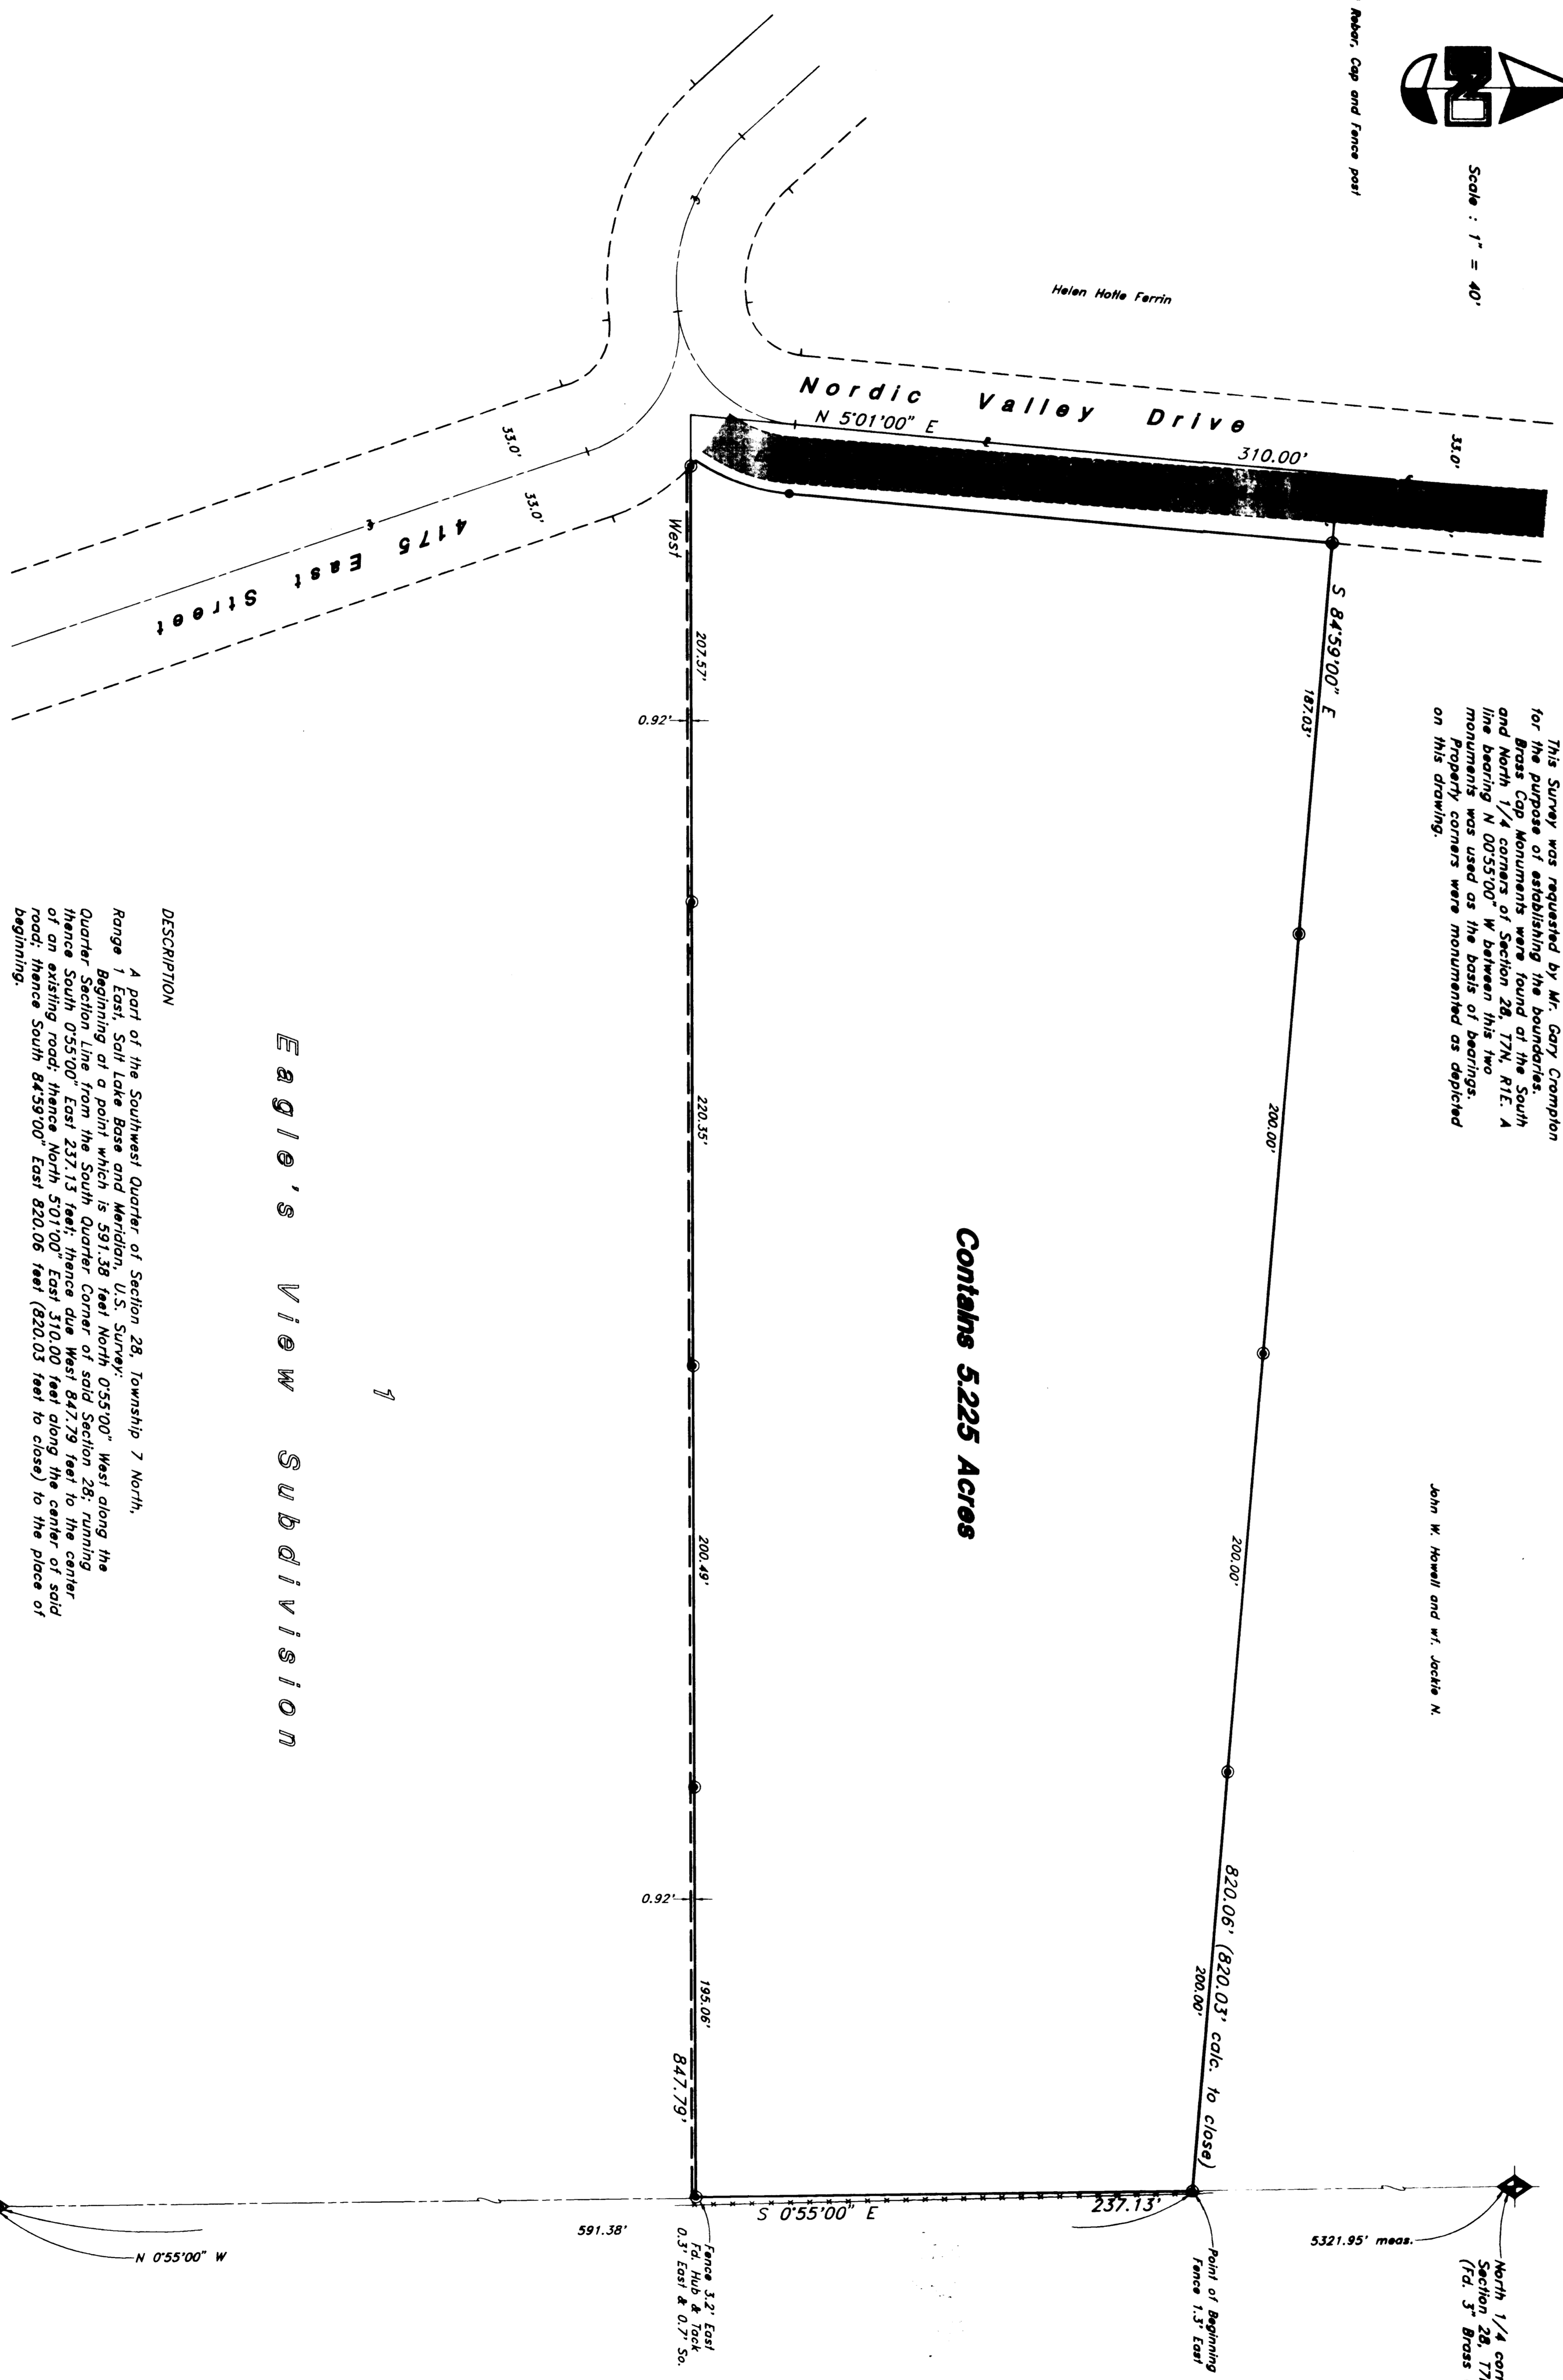 Rebar, Cap and Fence post
Scale : 1" = 40'
This Survey was requested by Mr. Gary Crompton
for the purpose of establishing the boundaries.
Brass Cap Monuments were found at the South
and North 1/4 corners of Section 28, T7N, R1E. A
line bearing N 00°55'00" W between this two
monuments was used as the basis of bearings.
Property corners were monumented as depicted
on this drawing.
John W. Howell and wf. Jackie N.
North 1/4 corn
Section 28, T7
(Fd. 3" Brass
5321.95' meas.
Helen Hotle Ferrin
Nordic Valley Drive
N 5°01'00" E
310.00'
33.0'
S 84°59'00" E
187.03'
200.00'
200.00'
820.06' (820.03' calc. to close)
200.00'
Point of Beginning
Fence 1.3' East
Contains 5.225 Acres
S 0°55'00" E
237.13'
West
207.57'
0.92'
220.35'
200.49'
0.92'
195.06'
847.79'
Fence 3.2' East
Fd. Hub & Tack
0.3' East & 0.7' So.
591.38'
N 0°55'00" W
33.0'
33.0'
4175 East Street
1
Eagle's View Subdivision
DESCRIPTION
A part of the Southwest Quarter of Section 28, Township 7 North,
Range 1 East, Salt Lake Base and Meridian, U.S. Survey:
Beginning at a point which is 591.38 feet North 0°55'00" West along the
Quarter Section Line from the South Quarter Corner of said Section 28; running
thence South 0°55'00" East 237.13 feet; thence due West 847.79 feet to the center
of an existing road; thence North 5°01'00" East 310.00 feet along the center of said
road; thence South 84°59'00" East 820.06 feet (820.03 feet to close) to the place of
beginning.